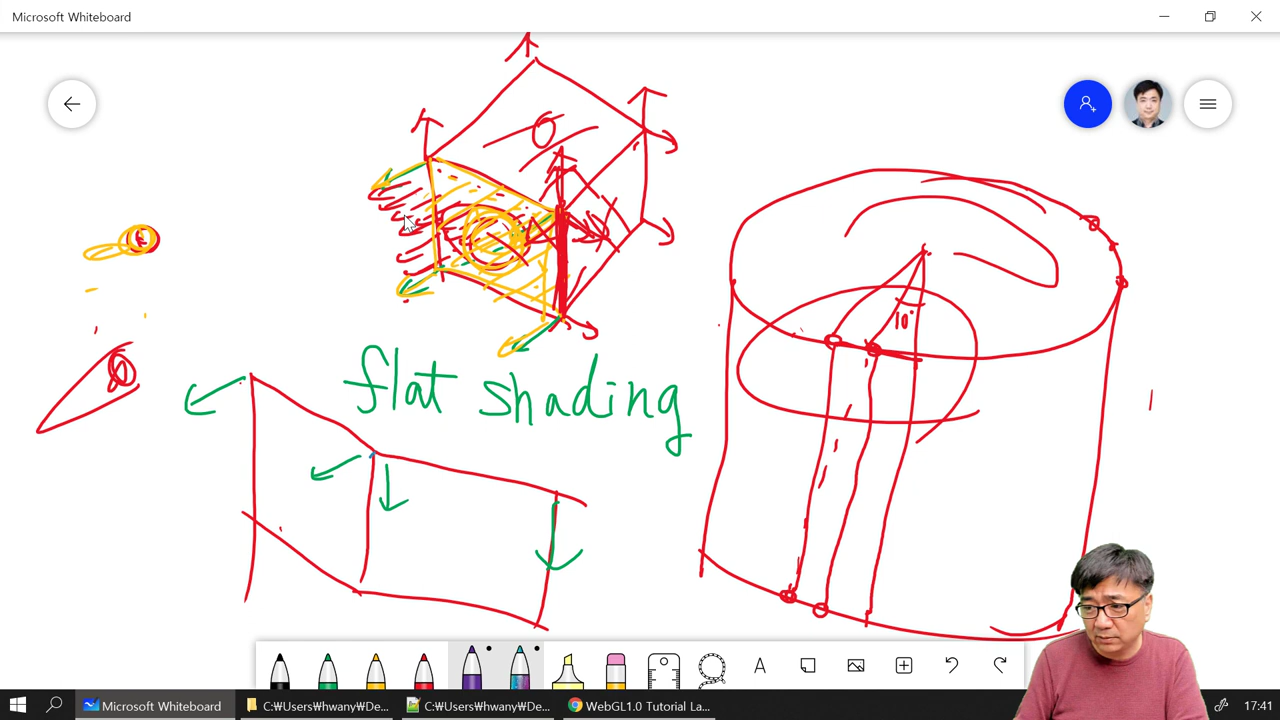 Microsoft Whiteboard
10°
flat shading
A
Microsoft Whiteboard
C:₩Users₩hwany₩De...
C:₩Users₩hwany₩De...
WebGL1.0 Tutorial La...
17:41